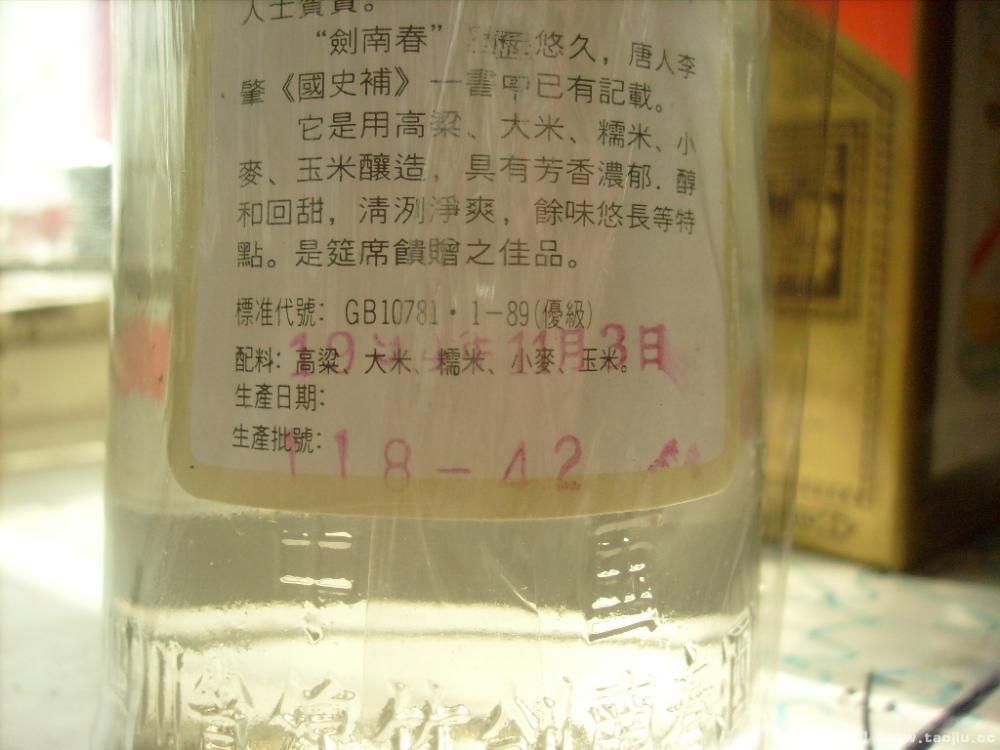 人士賞賞。
“劍南春” 歷悠久，唐人李
肇《國史補》一書中已有記載。
它是用高粱、大米、糯米、小
麥、玉米釀造，具有芳香濃郁．醇
和回甜，清洌淨爽，餘味悠長等特
點。是筵席饋贈之佳品。
標准代號：GB10781·1—89(優級)
19 年11月3日
配料：高粱、大米、糯米、小麥、玉米。
生產日期：
生產批號：
118-42
www.taojiu.cc